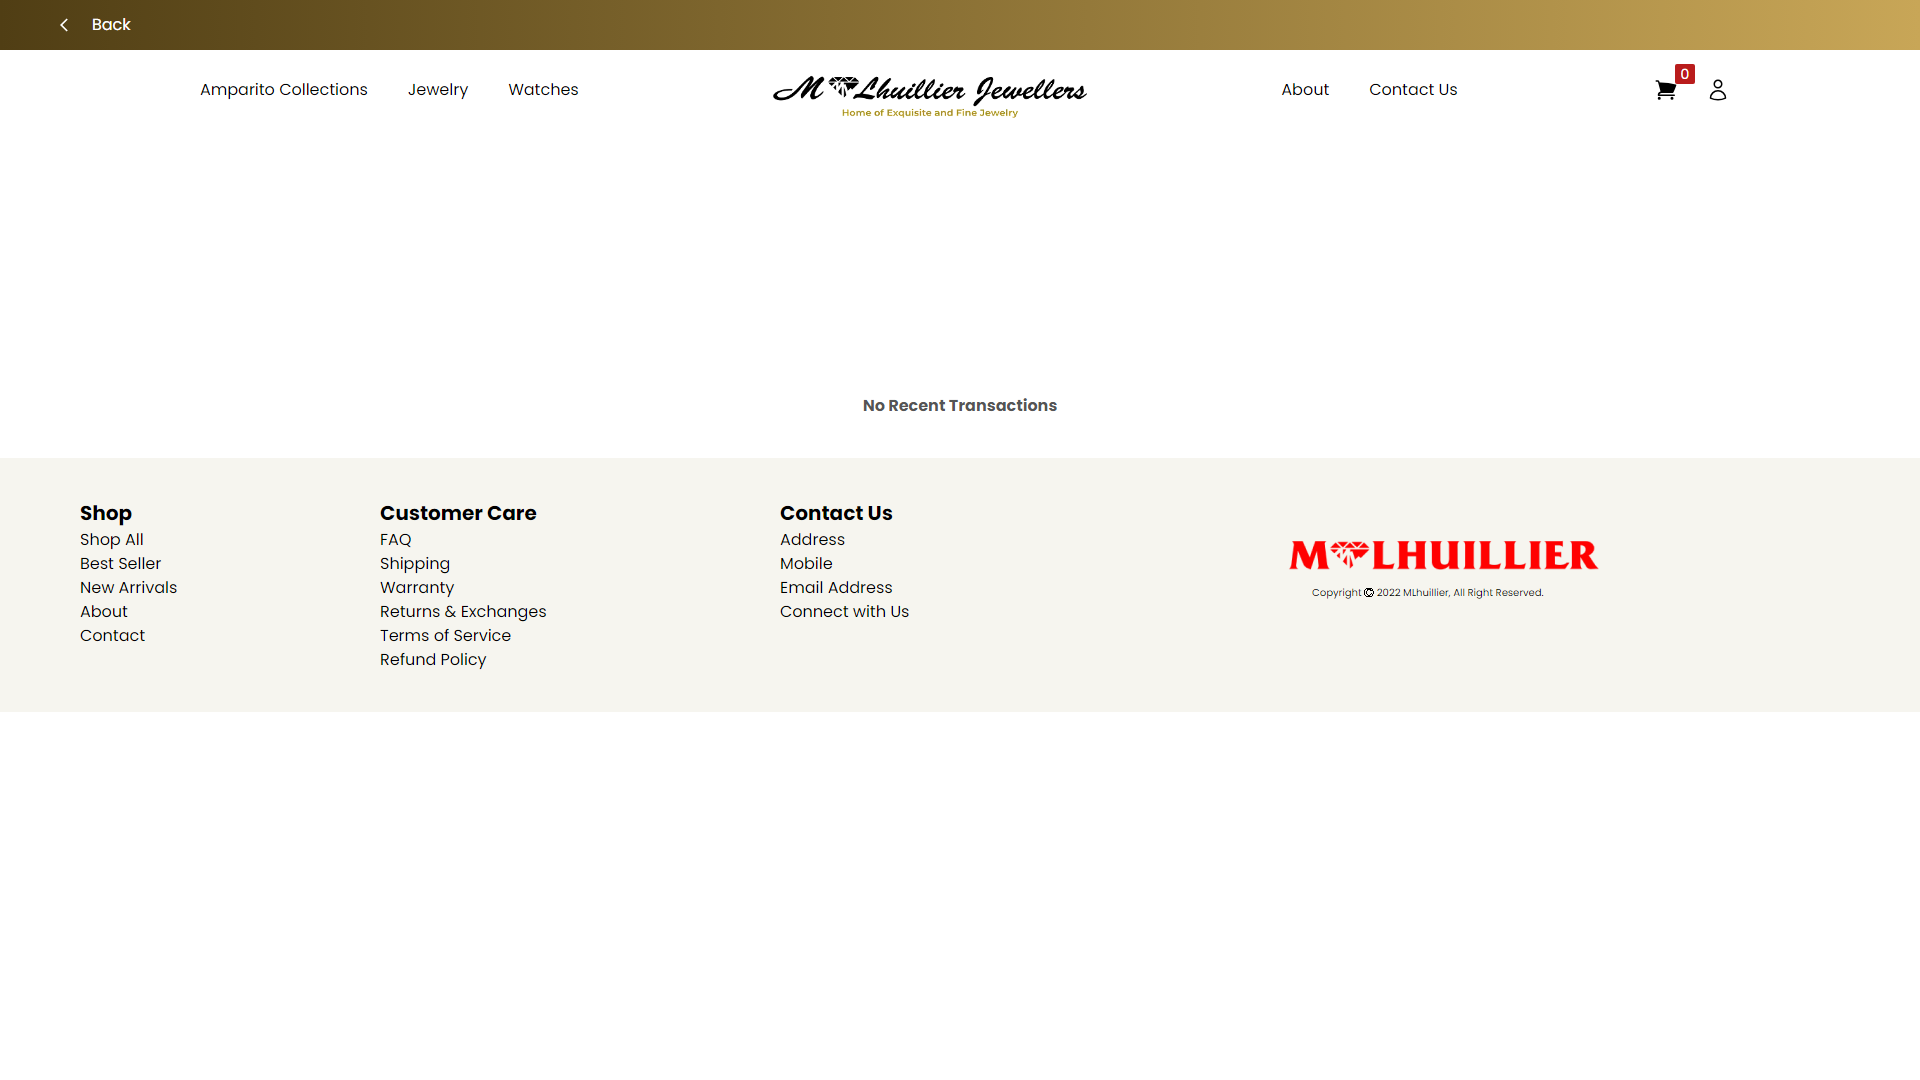 Back
Amparito Collections
Jewelry
Watches
M Lhuillier Jewellers
Home of Exquisite and Fine Jewelry
About
Contact Us
0
No Recent Transactions
Shop
Shop All
Best Seller
New Arrivals
About
Contact
Customer Care
FAQ
Shipping
Warranty
Returns & Exchanges
Terms of Service
Refund Policy
Contact Us
Address
Mobile
Email Address
Connect with Us
M LHUILLIER
Copyright © 2022 MLhuillier, All Right Reserved.